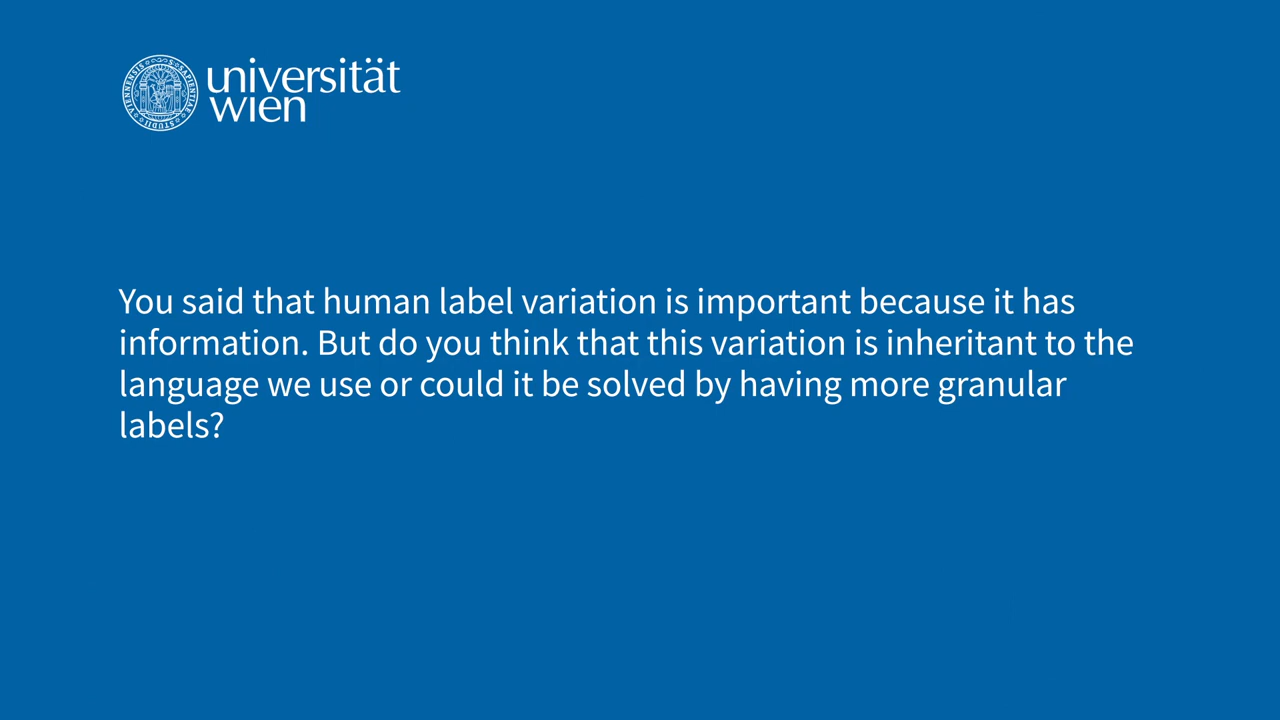 universität
wien
You said that human label variation is important because it has
information. But do you think that this variation is inheritant to the
language we use or could it be solved by having more granular
labels?